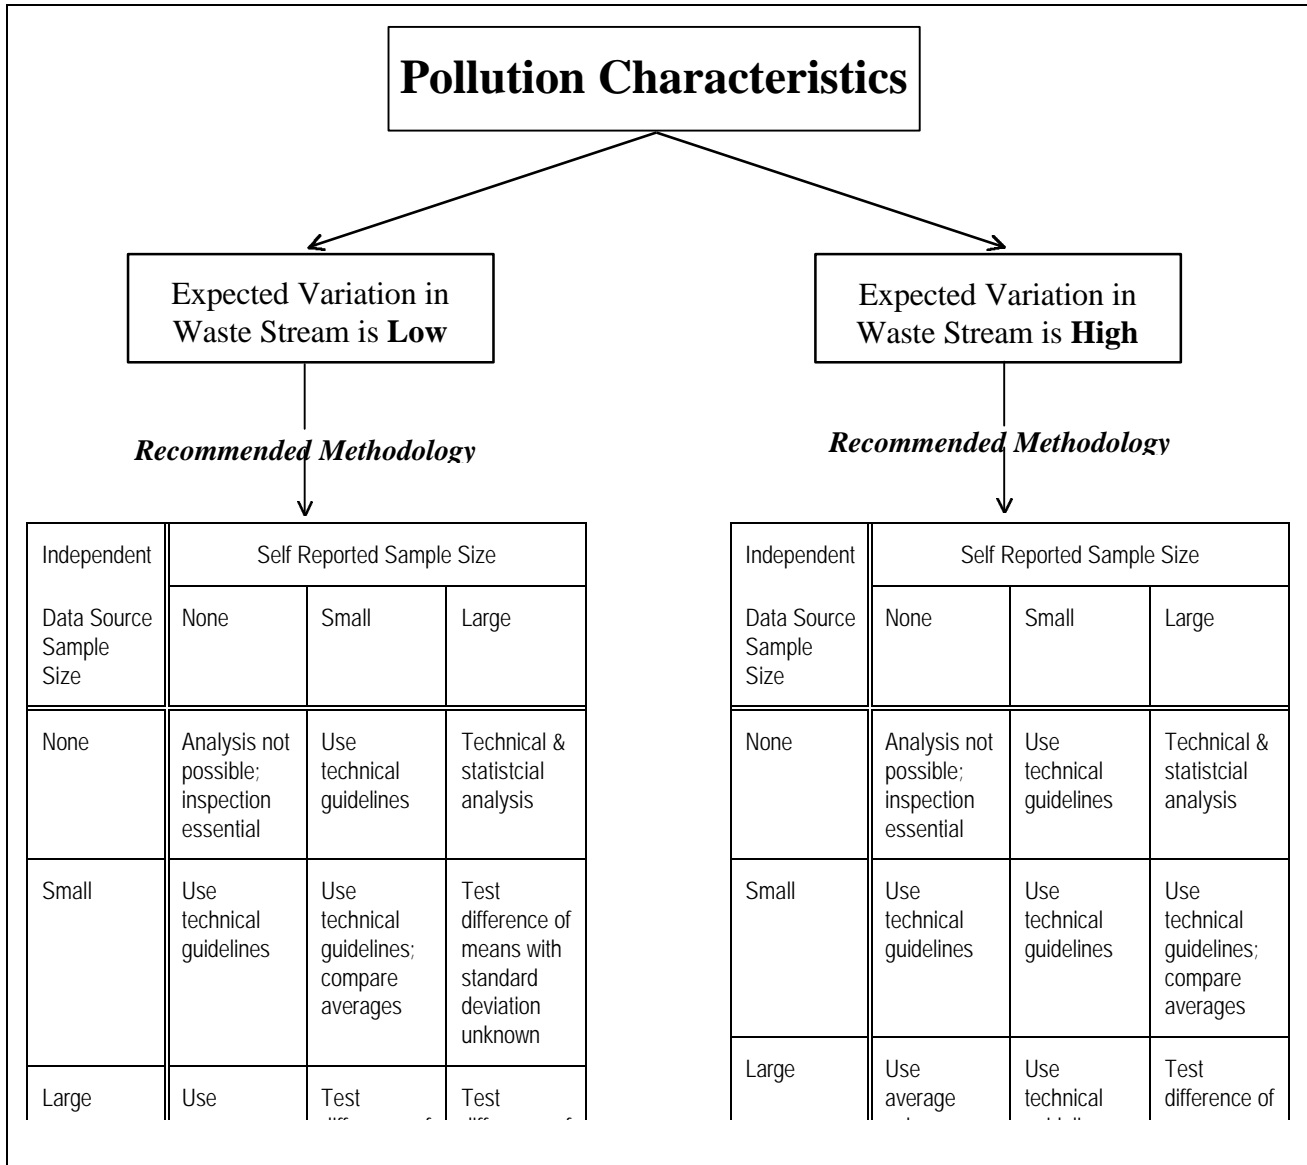 Pollution Characteristics
Expected Variation in
Waste Stream is Low
Expected Variation in
Waste Stream is High
Recommended Methodology
Recommended Methodology
Independent
Data Source
Sample
Size
Self Reported Sample Size
None
Small
Large
None
Analysis not
possible;
inspection
essential
Use
technical
guidelines
Technical &
statistcial
analysis
Small
Use
technical
guidelines
Use
technical
guidelines;
compare
averages
Test
difference of
means with
standard
deviation
unknown
Large
Use
Test
Test
Independent
Data Source
Sample
Size
Self Reported Sample Size
None
Small
Large
None
Analysis not
possible;
inspection
essential
Use
technical
guidelines
Technical &
statistcial
analysis
Small
Use
technical
guidelines
Use
technical
guidelines
Use
technical
guidelines;
compare
averages
Large
Use
average
Use
technical
Test
difference of